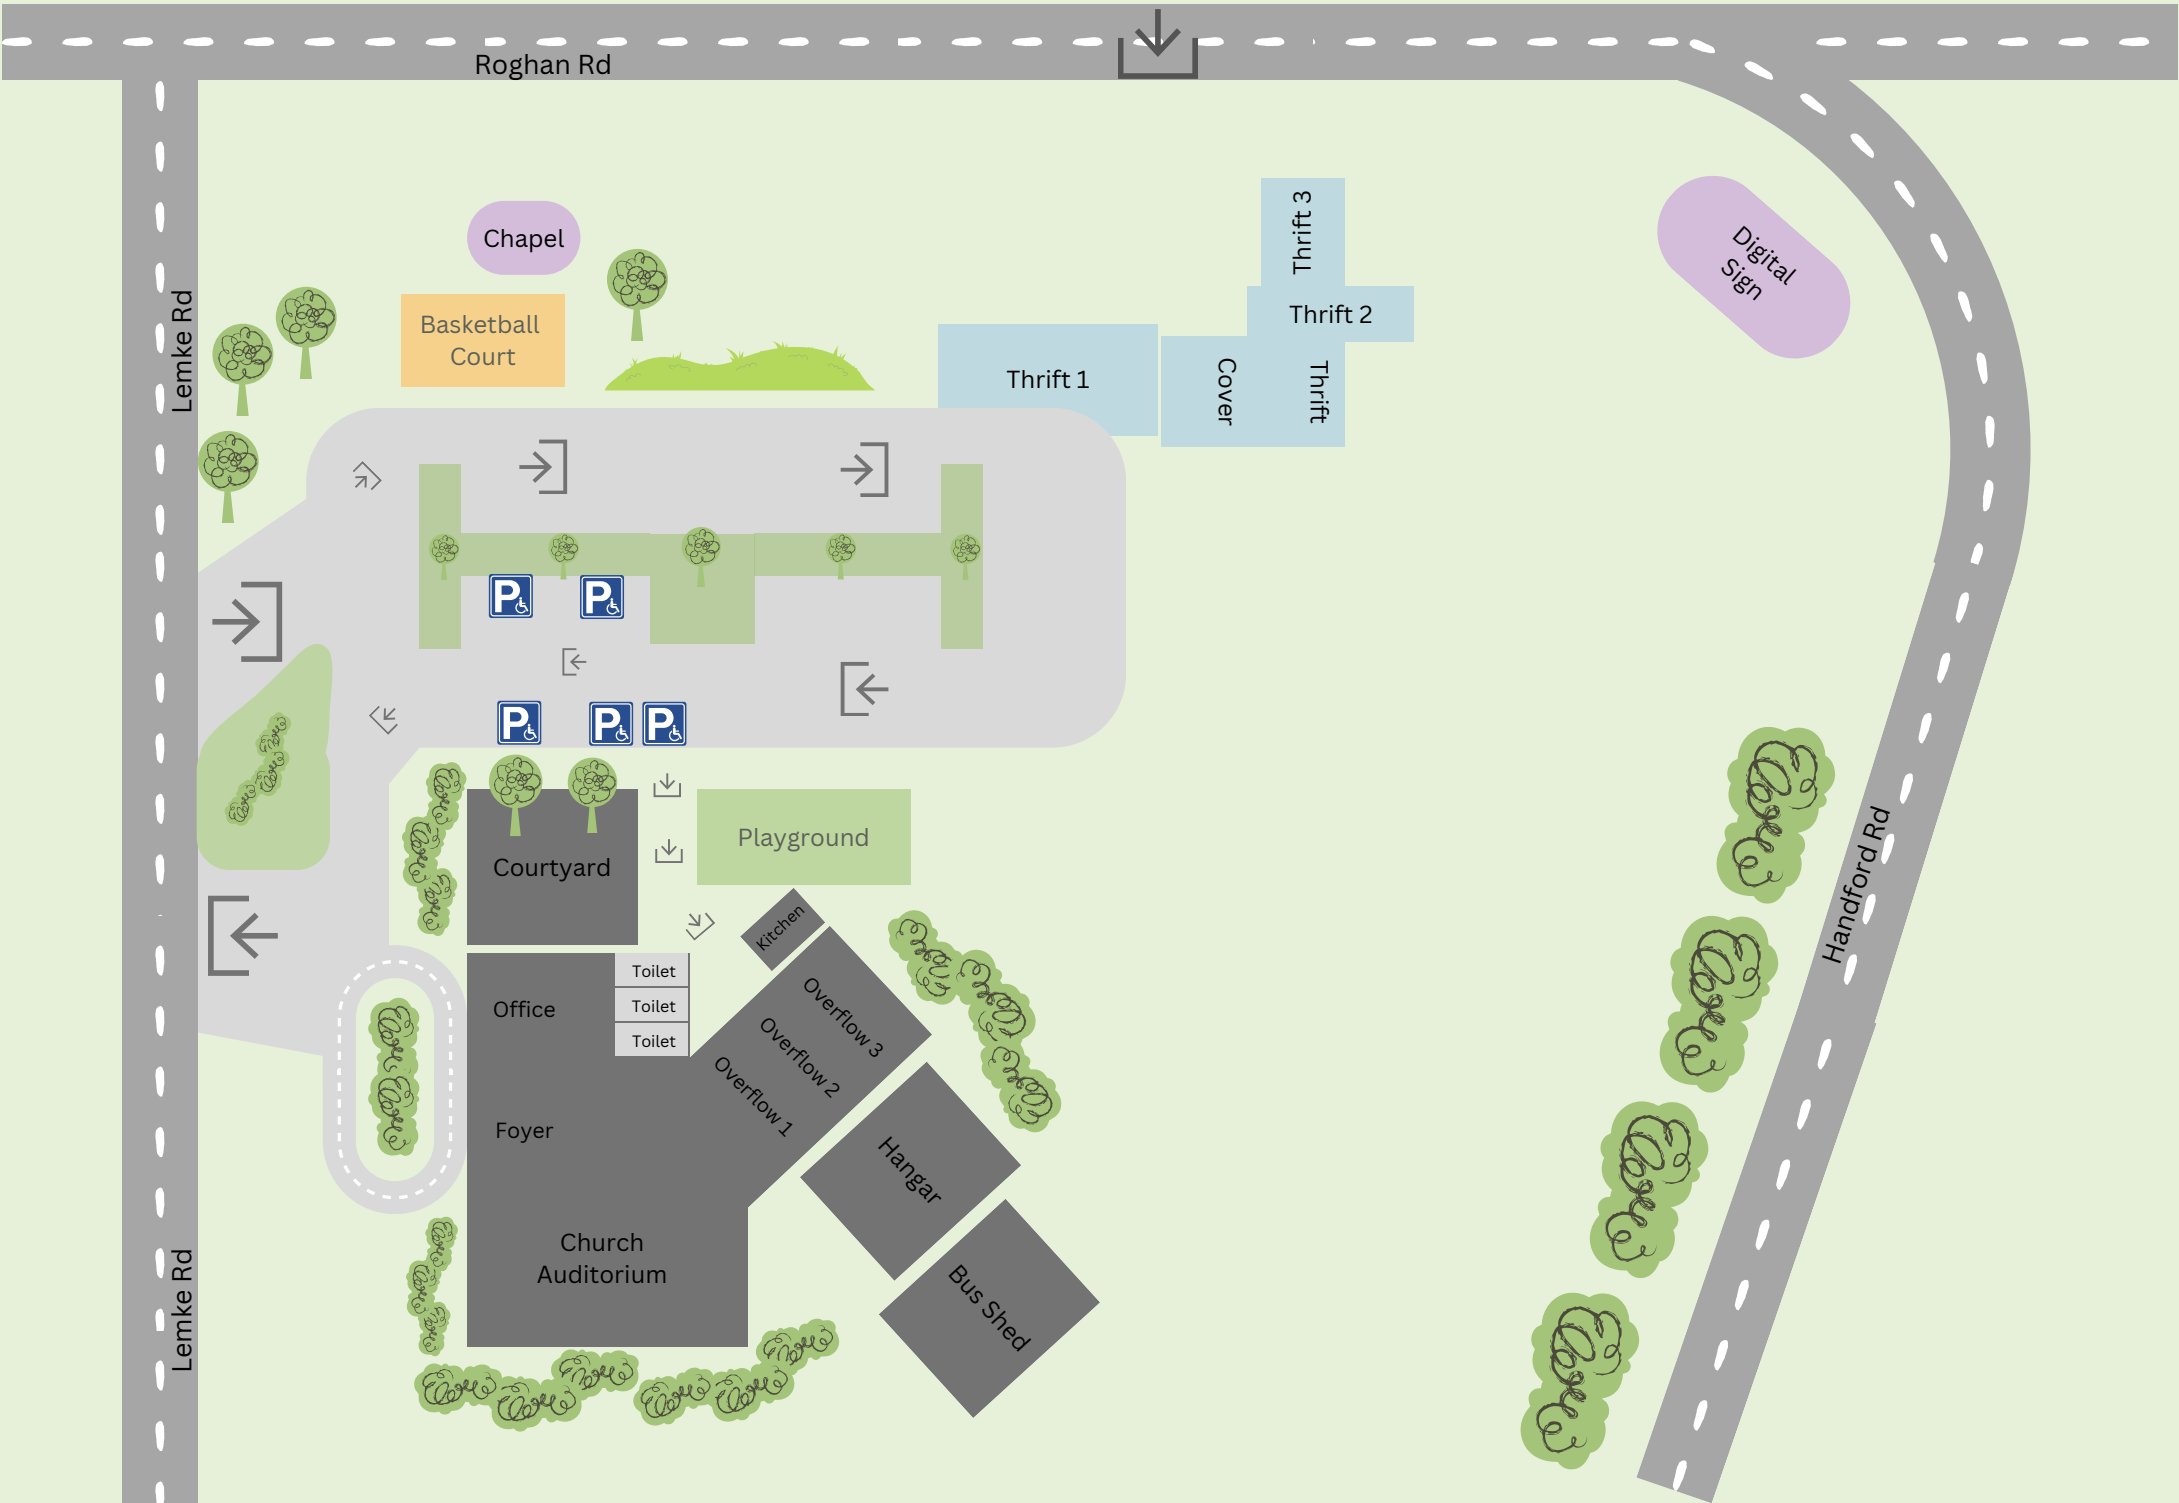 Roghan Rd
Lemke Rd
Chapel
Basketball
Court
Thrift 3
Thrift 2
Thrift 1
Cover
Thrift
Digital
Sign
P
P
P
P
P
Courtyard
Playground
Kitchen
Handford Rd
Office
Toilet
Toilet
Toilet
Overflow 3
Overflow 2
Overflow 1
Foyer
Hangar
Church
Auditorium
Bus Shed
Lemke Rd